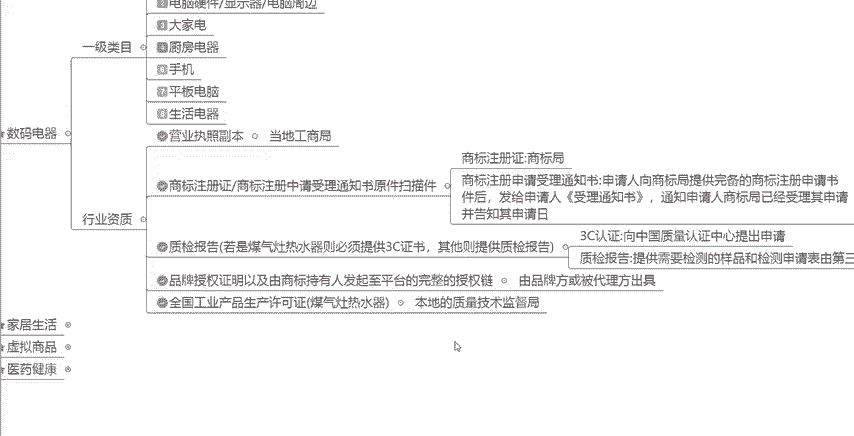 电脑硬件/显示器/电脑周边
大家电
一级类目
厨房电器
手机
平板电脑
生活电器
数码电器
营业执照副本
当地工商局
商标注册证:商标局
商标注册证/商标注册申请受理通知书原件扫描件
商标注册申请受理通知书:申请人向商标局提供完备的商标注册申请书
件后，发给申请人《受理通知书》，通知申请人商标局已经受理其申请
并告知其申请日
行业资质
3C认证:向中国质量认证中心提出申请
质检报告(若是煤气灶热水器则必须提供3C证书，其他则提供质检报告)
质检报告:提供需要检测的样品和检测申请表由第三
品牌授权证明以及由商标持有人发起至平台的完整的授权链
由品牌方或被代理方出具
全国工业产品生产许可证(煤气灶热水器)
本地的质量技术监督局
家居生活
虚拟商品
医药健康